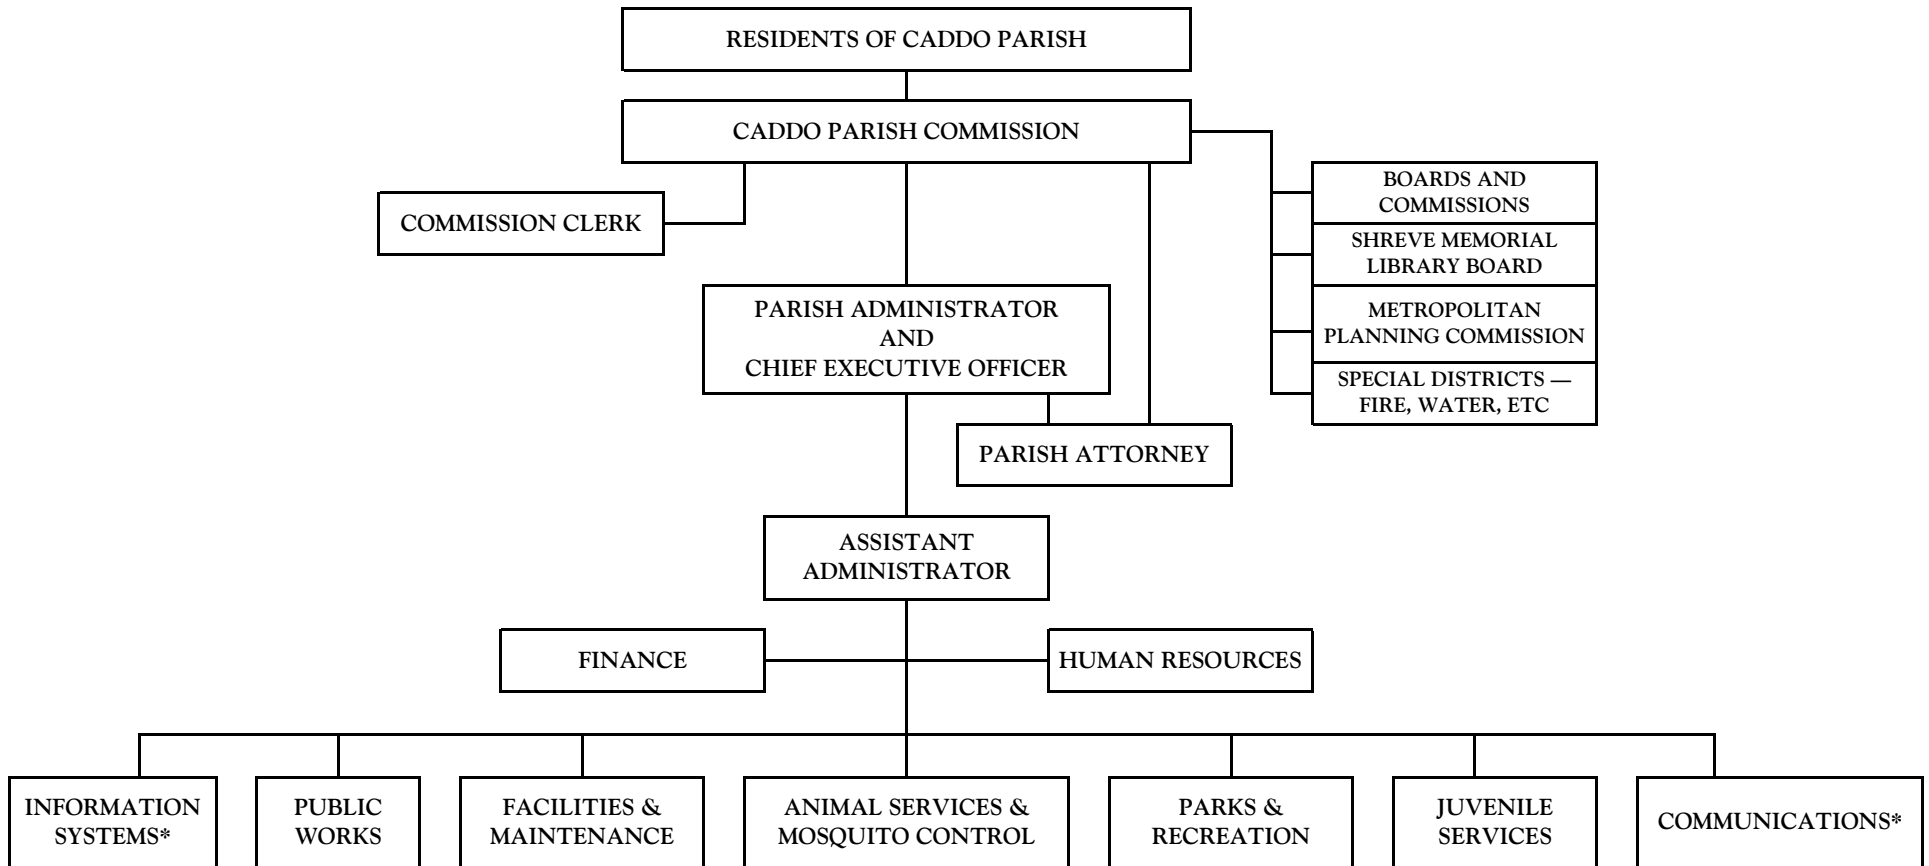 RESIDENTS OF CADDO PARISH
CADDO PARISH COMMISSION
COMMISSION CLERK
BOARDS AND
COMMISSIONS
SHREVE MEMORIAL
LIBRARY BOARD
METROPOLITAN
PLANNING COMMISSION
SPECIAL DISTRICTS —
FIRE, WATER, ETC
PARISH ADMINISTRATOR
AND
CHIEF EXECUTIVE OFFICER
PARISH ATTORNEY
ASSISTANT
ADMINISTRATOR
FINANCE
HUMAN RESOURCES
INFORMATION
SYSTEMS*
PUBLIC
WORKS
FACILITIES &
MAINTENANCE
ANIMAL SERVICES &
MOSQUITO CONTROL
PARKS &
RECREATION
JUVENILE
SERVICES
COMMUNICATIONS*